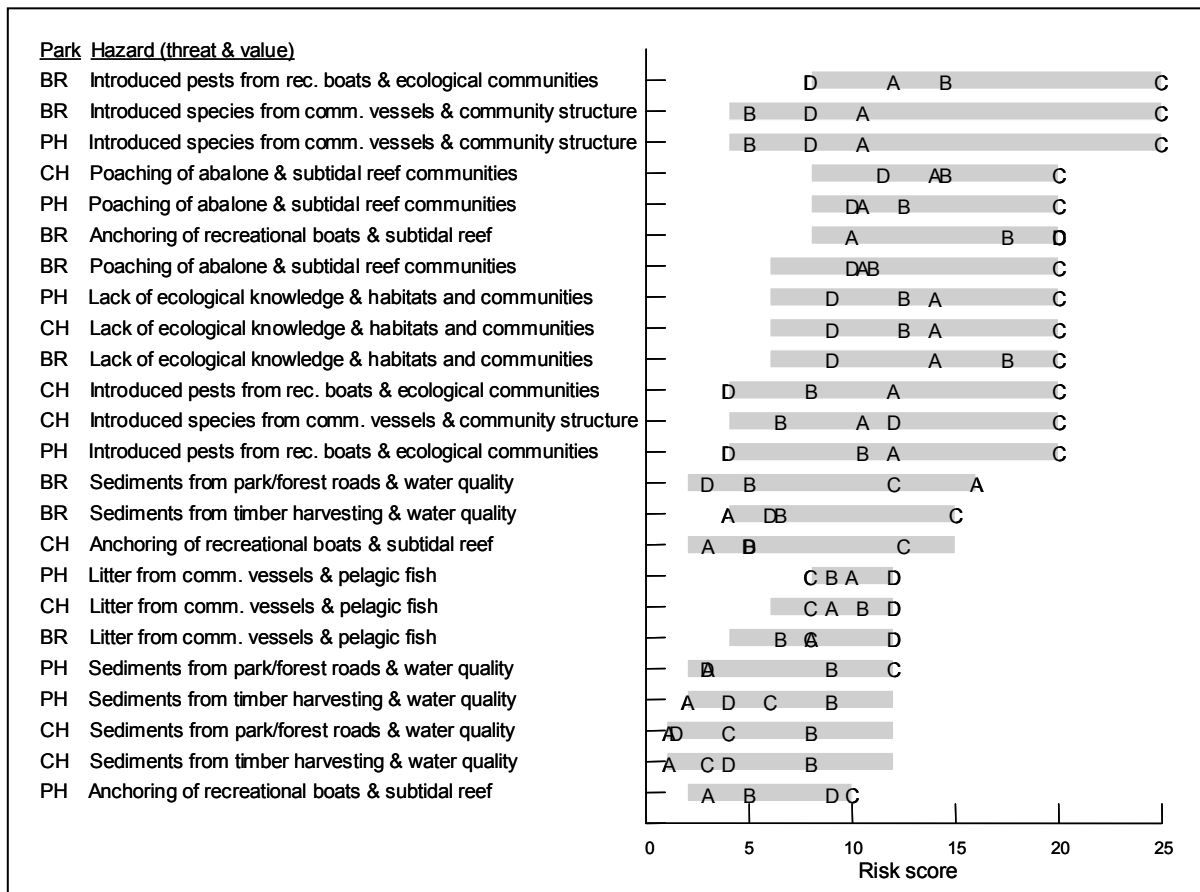 Park Hazard (threat & value)
BR Introduced pests from rec. boats & ecological communities D A B C
BR Introduced species from comm. vessels & community structure B D A C
PH Introduced species from comm. vessels & community structure B D A C
CH Poaching of abalone & subtidal reef communities D A B C
PH Poaching of abalone & subtidal reef communities D A B C
BR Anchoring of recreational boats & subtidal reef A B D
BR Poaching of abalone & subtidal reef communities D A B C
PH Lack of ecological knowledge & habitats and communities D B A C
CH Lack of ecological knowledge & habitats and communities D B A C
BR Lack of ecological knowledge & habitats and communities D A B C
CH Introduced pests from rec. boats & ecological communities D B A C
CH Introduced species from comm. vessels & community structure B A D C
PH Introduced pests from rec. boats & ecological communities D B A C
BR Sediments from park/forest roads & water quality D B C A
BR Sediments from timber harvesting & water quality A D B C
CH Anchoring of recreational boats & subtidal reef A B C
PH Litter from comm. vessels & pelagic fish C B A D
CH Litter from comm. vessels & pelagic fish C A B D
BR Litter from comm. vessels & pelagic fish B C A D
PH Sediments from park/forest roads & water quality D A B C
PH Sediments from timber harvesting & water quality A D C B
CH Sediments from park/forest roads & water quality A D C B
CH Sediments from timber harvesting & water quality A C D B
PH Anchoring of recreational boats & subtidal reef A B D C
0 5 10 15 20 25
Risk score